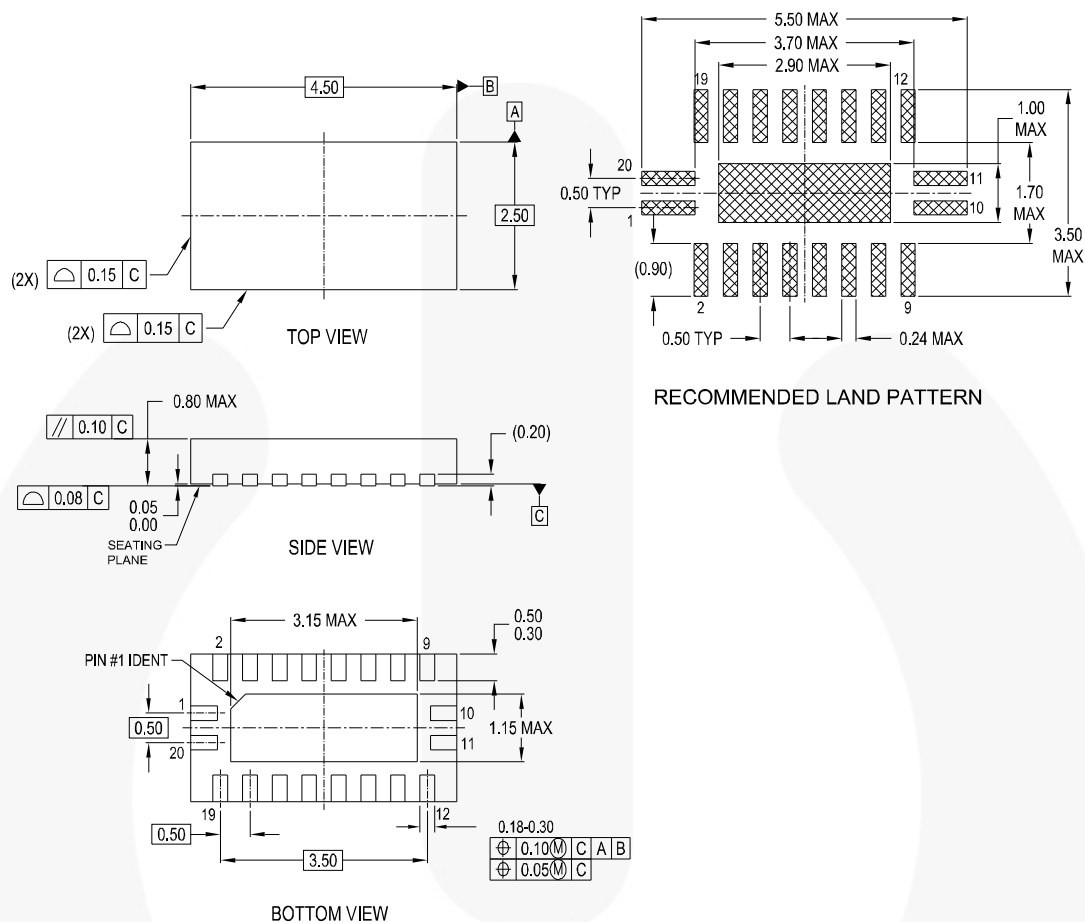 4.50
B
A
2.50
(2X) ⌓ 0.15 C
(2X) ⌓ 0.15 C
TOP VIEW
5.50 MAX
3.70 MAX
2.90 MAX
19
12
1.00
MAX
20
11
0.50 TYP
1
10
1.70
MAX
3.50
MAX
(0.90)
2
9
0.50 TYP
0.24 MAX
RECOMMENDED LAND PATTERN
0.80 MAX
// 0.10 C
(0.20)
⌓ 0.08 C
0.05
0.00
C
SEATING
PLANE
SIDE VIEW
3.15 MAX
0.50
0.30
2
9
PIN #1 IDENT
1
10
0.50
1.15 MAX
20
11
19
12
0.50
0.18-0.30
3.50
⌖ 0.10Ⓜ C A B
⌖ 0.05Ⓜ C
BOTTOM VIEW